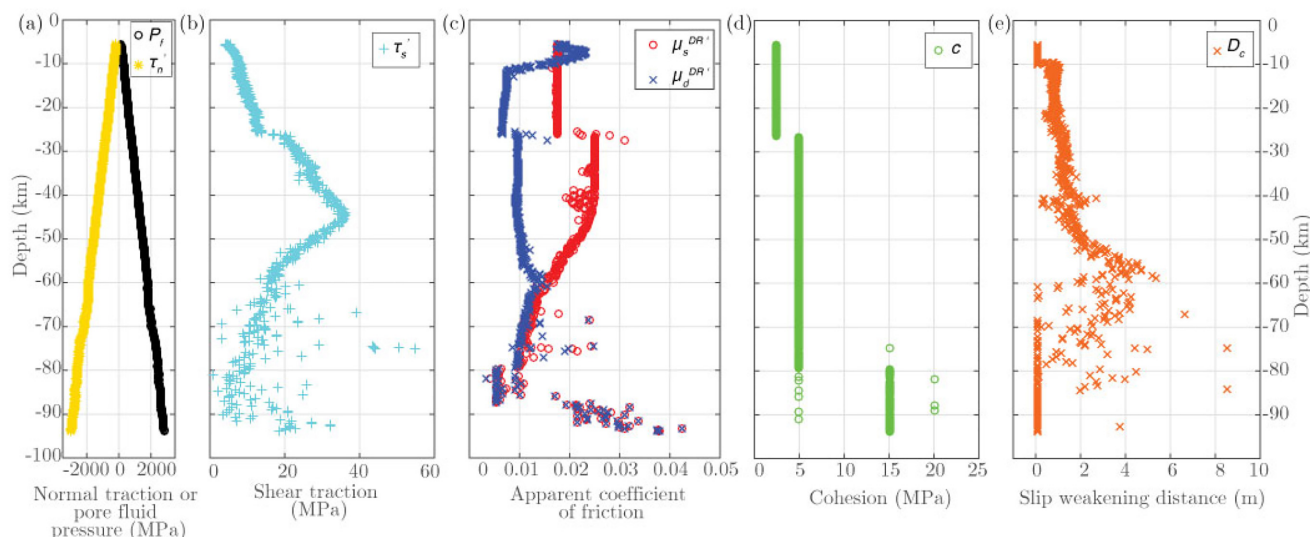 (a)
(b)
(c)
(d)
(e)
P_f
τ_n'
τ_s'
μ_s^DR'
μ_d^DR'
c
D_c
0
-10
-20
-30
-40
-50
-60
-70
-80
-90
-100
Depth (km)
-2000 0 2000
Normal traction or
pore fluid
pressure (MPa)
0 20 40 60
Shear traction
(MPa)
0 0.01 0.02 0.03 0.04 0.05
Apparent coefficient
of friction
0 5 10 15 20 25
Cohesion (MPa)
0 2 4 6 8 10
Slip weakening distance (m)
0
-10
-20
-30
-40
-50
-60
-70
-80
-90
Depth (km)